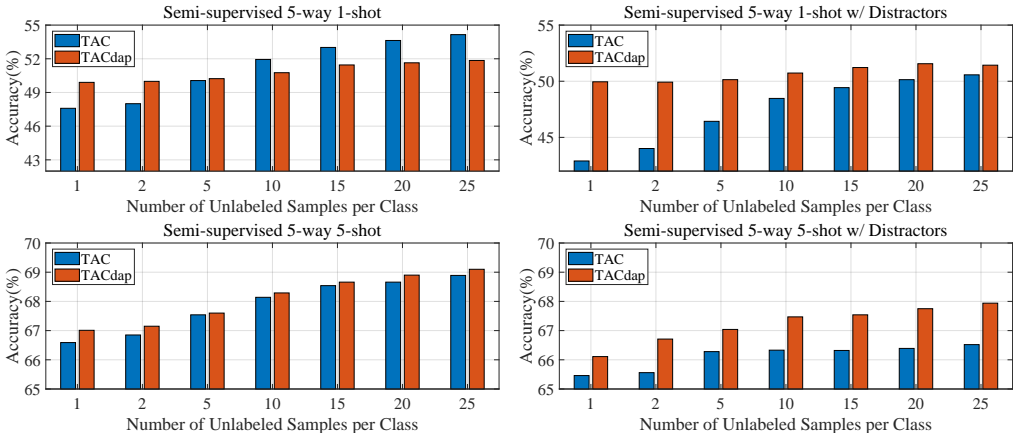 Semi-supervised 5-way 1-shot
55
52
49
46
43
Accuracy(%)
TAC
TACdap
1 2 5 10 15 20 25
Number of Unlabeled Samples per Class
Semi-supervised 5-way 1-shot w/ Distractors
55
50
45
Accuracy(%)
TAC
TACdap
1 2 5 10 15 20 25
Number of Unlabeled Samples per Class
Semi-supervised 5-way 5-shot
70
69
68
67
66
65
Accuracy(%)
TAC
TACdap
1 2 5 10 15 20 25
Number of Unlabeled Samples per Class
Semi-supervised 5-way 5-shot w/ Distractors
70
69
68
67
66
65
Accuracy(%)
TAC
TACdap
1 2 5 10 15 20 25
Number of Unlabeled Samples per Class